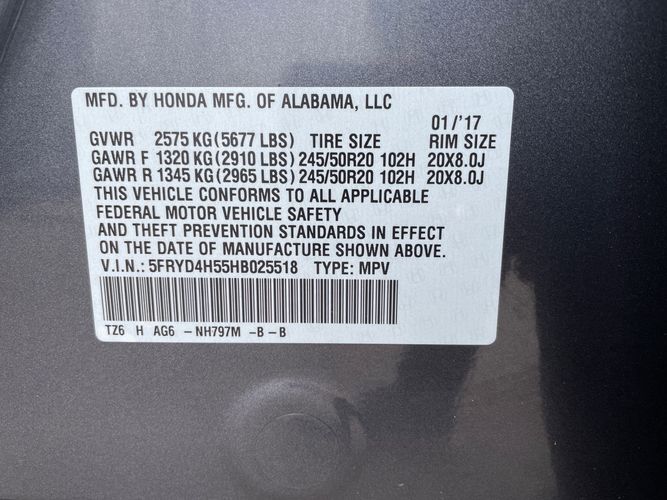 MFD. BY HONDA MFG. OF ALABAMA, LLC
01/'17
GVWR 2575 KG(5677 LBS) TIRE SIZE RIM SIZE
GAWR F 1320 KG(2910 LBS)245/50R20 102H 20X8.0J
GAWR R 1345 KG(2965 LBS)245/50R20 102H 20X8.0J
THIS VEHICLE CONFORMS TO ALL APPLICABLE
FEDERAL MOTOR VEHICLE SAFETY
AND THEFT PREVENTION STANDARDS IN EFFECT
ON THE DATE OF MANUFACTURE SHOWN ABOVE.
V.I.N.: 5FRYD4H55HB025518 TYPE: MPV
TZ6 H AG6 - NH797M -B-B